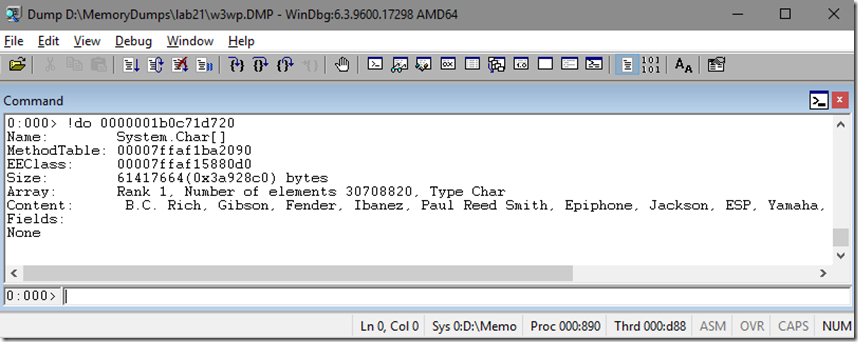 Dump D:\MemoryDumps\lab21\w3wp.DMP - WinDbg:6.3.9600.17298 AMD64
File Edit View Debug Window Help
Command
0:000> !do 0000001b0c71d720
Name: System.Char[]
MethodTable: 00007ffaf1ba2090
EEClass: 00007ffaf15880d0
Size: 61417664(0x3a928c0) bytes
Array: Rank 1, Number of elements 30708820, Type Char
Content: B.C. Rich, Gibson, Fender, Ibanez, Paul Reed Smith, Epiphone, Jackson, ESP, Yamaha,
Fields:
None
0:000>
Ln 0, Col 0 Sys 0:D:\Memo Proc 000:890 Thrd 000:d88 ASM OVR CAPS NUM